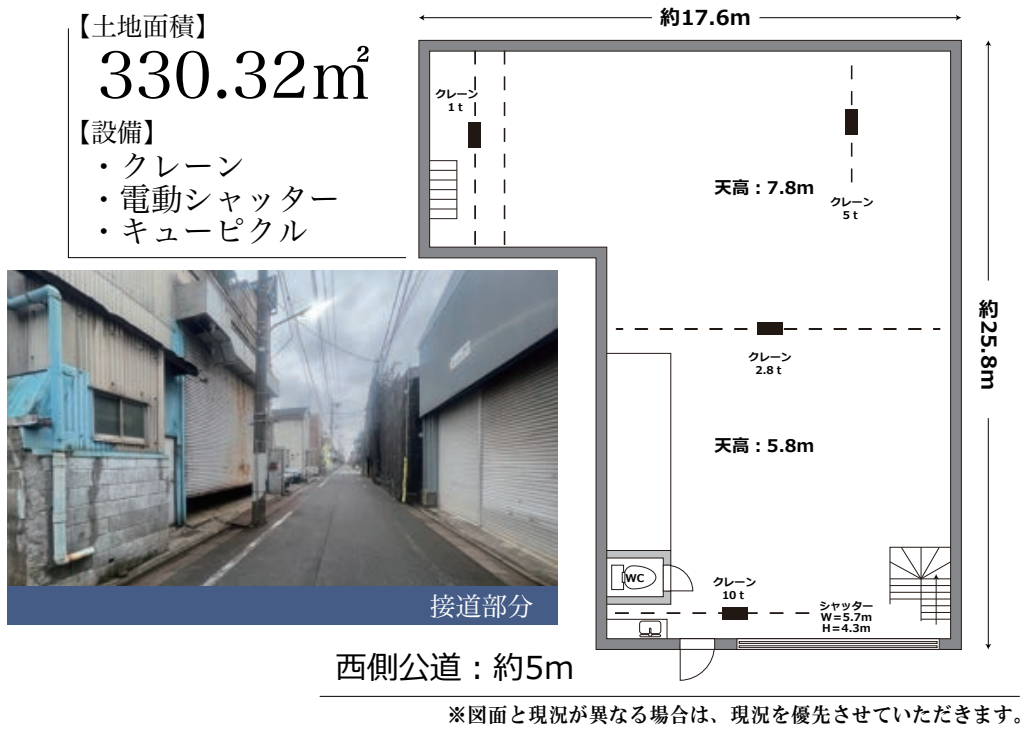 【土地面積】
330.32㎡
【設備】
・クレーン
・電動シャッター
・キュービクル
約17.6m
クレーン
1t
天高：7.8m
クレーン
5t
約25.8m
クレーン
2.8t
天高：5.8m
WC
クレーン
10t
シャッター
W=5.7m
H=4.3m
接道部分
西側公道：約5m
※図面と現況が異なる場合は、現況を優先させていただきます。